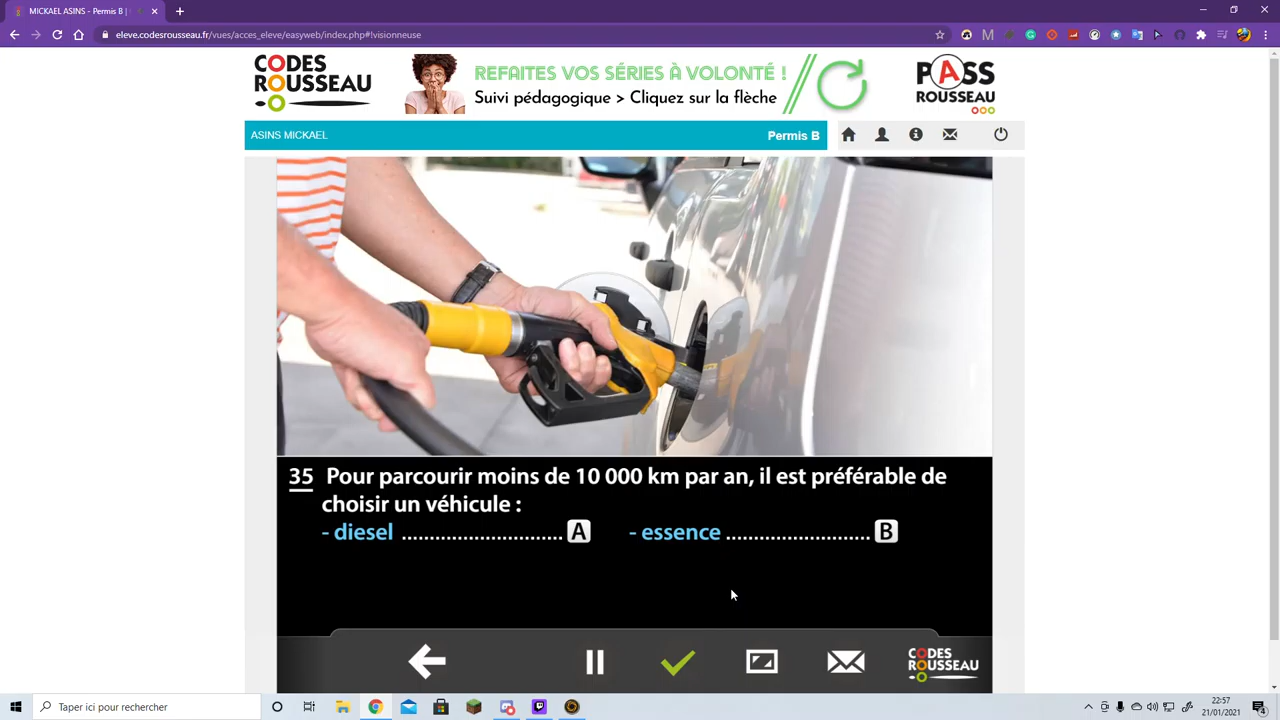 MICKAEL ASINS - Permis B |
eleve.codesrousseau.fr/vues/acces_eleve/easyweb/index.php#!visionneuse
CODES
ROUSSEAU
REFAITES VOS SÉRIES À VOLONTÉ !
Suivi pédagogique > Cliquez sur la flèche
PASS
ROUSSEAU
ASINS MICKAEL
Permis B
35 Pour parcourir moins de 10 000 km par an, il est préférable de
choisir un véhicule :
- diesel ............................. A - essence .......................... B
CODES
ROUSSEAU
Taper ici pour rechercher
22:57
21/01/2021